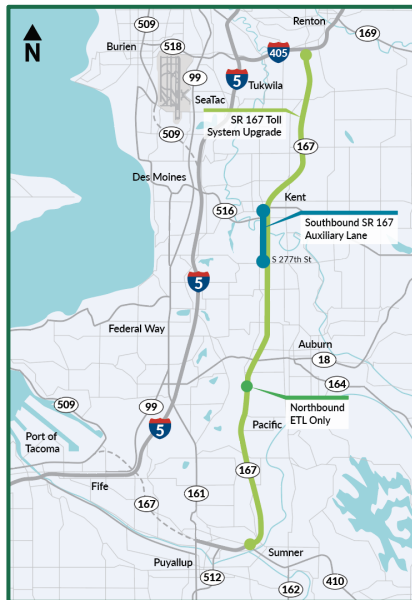 Renton
509
169
Burien
518
405
N
99
5
Tukwila
SeaTac
SR 167 Toll
System Upgrade
509
167
Des Moines
Kent
516
Southbound SR 167
Auxiliary Lane
S 277th St
5
Federal Way
Auburn
18
164
509
99
Northbound
ETL Only
5
Pacific
Port of
Tacoma
167
Fife
161
167
Sumner
Puyallup
512
410
162